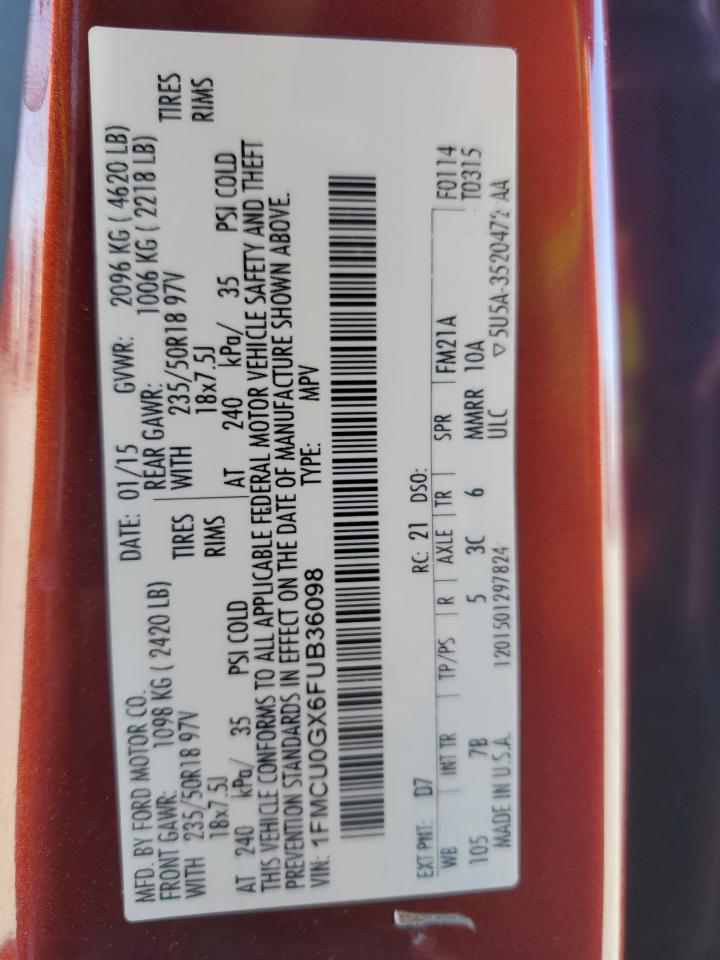 MFD. BY FORD MOTOR CO.
DATE: 01/15 GVWR: 2096 KG ( 4620 LB)
FRONT GAWR: 1098 KG ( 2420 LB)
REAR GAWR: 1006 KG ( 2218 LB)
WITH 235/50R18 97V TIRES
WITH 235/50R18 97V TIRES
18x7.5J RIMS
18x7.5J RIMS
AT 240 kPa/ 35 PSI COLD
AT 240 kPa/ 35 PSI COLD
THIS VEHICLE CONFORMS TO ALL APPLICABLE FEDERAL MOTOR VEHICLE SAFETY AND THEFT
PREVENTION STANDARDS IN EFFECT ON THE DATE OF MANUFACTURE SHOWN ABOVE.
VIN: 1FMCU0GX6FUB36098 TYPE: MPV
EXT PNT: D7 RC: 21 DSO:
WB INT TR TP/PS R AXLE TR SPR FM21A F0114
105 7B 5 3C 6 MMRR 10A T0315
MADE IN U.S.A. 1201501297824 ULC ▽ 5U5A-3520472 AA